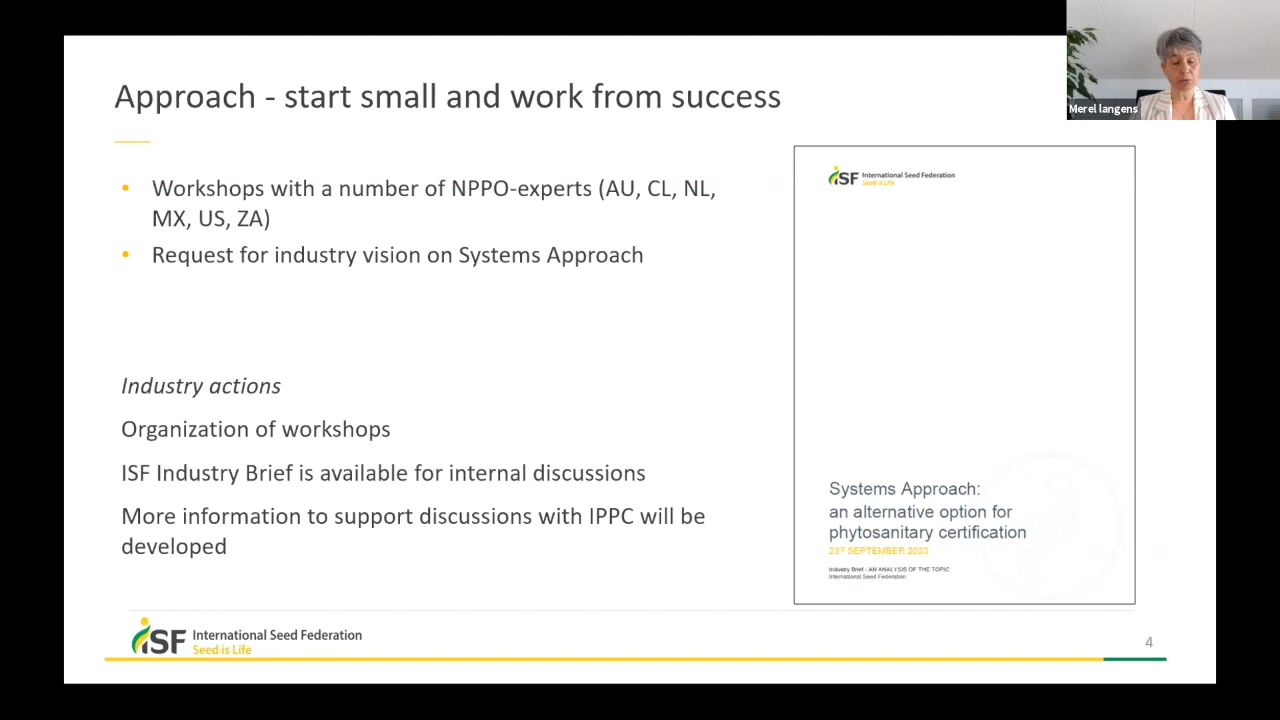 Approach - start small and work from success
Merel langens
• Workshops with a number of NPPO-experts (AU, CL, NL,
MX, US, ZA)
• Request for industry vision on Systems Approach
Industry actions
Organization of workshops
ISF Industry Brief is available for internal discussions
More information to support discussions with IPPC will be
developed
iSF International Seed Federation
Seed is Life
Systems Approach:
an alternative option for
phytosanitary certification
23RD SEPTEMBER 2020
Industry Brief - AN ANALYSIS OF THE TOPIC
International Seed Federation
iSF International Seed Federation
Seed is Life
4